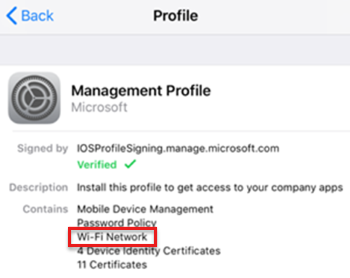 Back
Profile
Management Profile
Microsoft
Signed by IOSProfileSigning.manage.microsoft.com
Verified ✓
Description Install this profile to get access to your company apps
Contains Mobile Device Management
Password Policy
Wi-Fi Network
4 Device Identity Certificates
11 Certificates